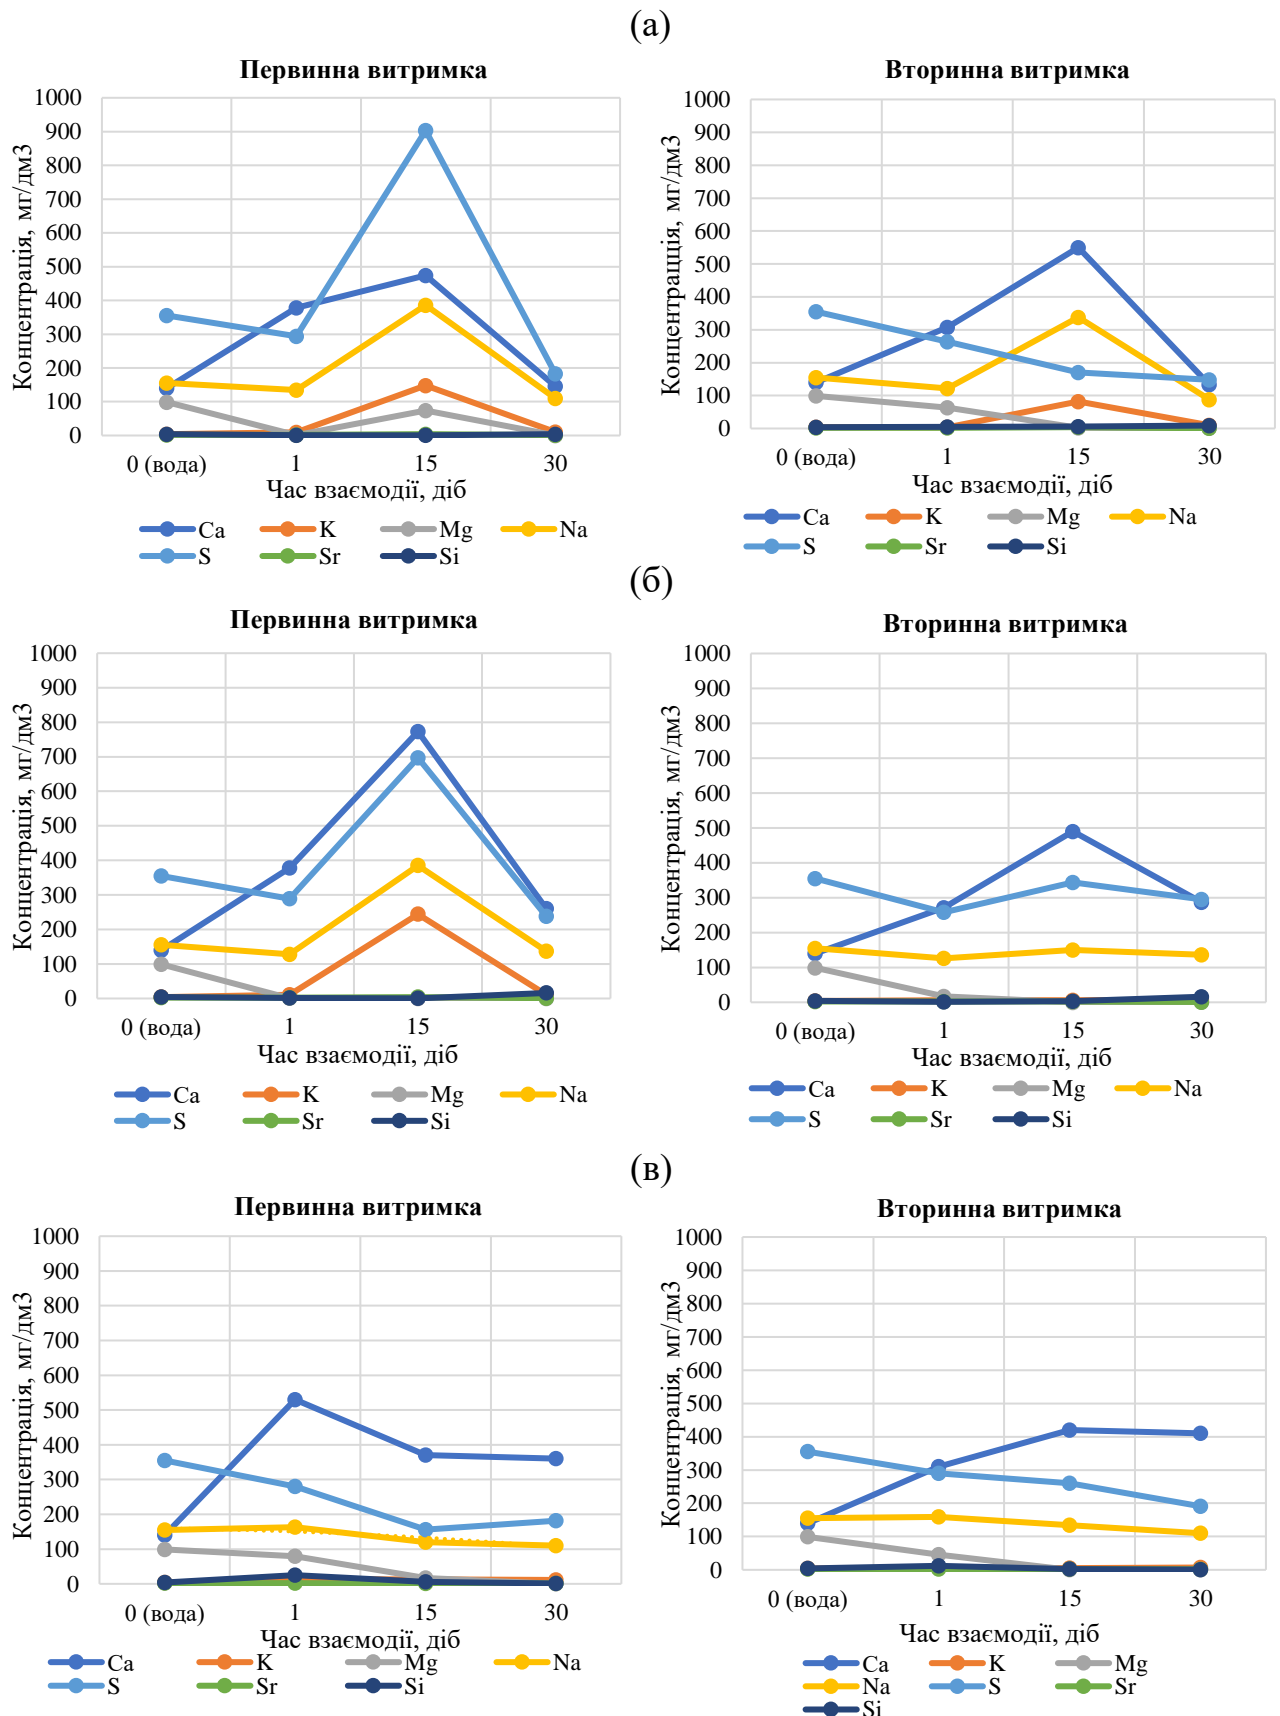 (а)
Первинна витримка
1000
900
800
700
600
500
400
300
200
100
0
Концентрація, мг/дм3
0 (вода) 1 15 30
Час взаємодії, діб
Ca K Mg Na
S Sr Si
Вторинна витримка
1000
900
800
700
600
500
400
300
200
100
0
Концентрацція, мг/дм3
0 (вода) 1 15 30
Час взаємодії, діб
Ca K Mg Na
S Sr Si
(б)
Первинна витримка
1000
900
800
700
600
500
400
300
200
100
0
Концентрація, мг/дм3
0 (вода) 1 15 30
Час взаємодії, діб
Ca K Mg Na
S Sr Si
Вторинна витримка
1000
900
800
700
600
500
400
300
200
100
0
Концентрація, мг/дм3
0 (вода) 1 15 30
Час взаємодії, діб
Ca K Mg Na
S Sr Si
(в)
Первинна витримка
1000
900
800
700
600
500
400
300
200
100
0
Концентрація, мг/дм3
0 (вода) 1 15 30
Час взаємодії, діб
Ca K Mg Na
S Sr Si
Вторинна витримка
1000
900
800
700
600
500
400
300
200
100
0
Концентрація, мг/дм3
0 (вода) 1 15 30
Час взаємодії, діб
Ca K Mg
Na S Sr
Si